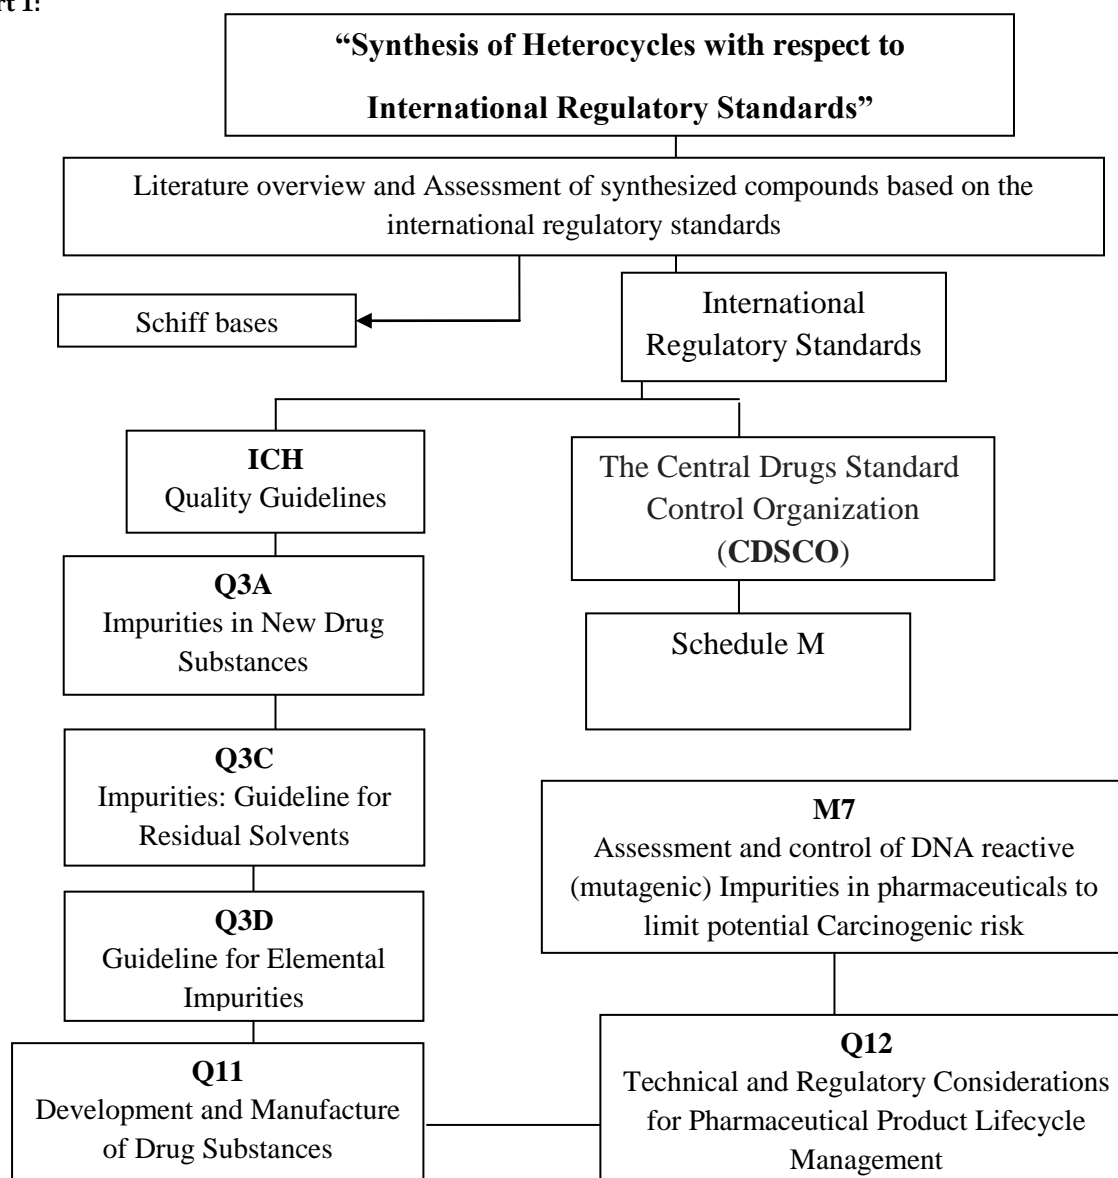 “Synthesis of Heterocycles with respect to
International Regulatory Standards”
Literature overview and Assessment of synthesized compounds based on the
international regulatory standards
Schiff bases
International
Regulatory Standards
ICH
Quality Guidelines
The Central Drugs Standard
Control Organization
(CDSCO)
Q3A
Impurities in New Drug
Substances
Schedule M
Q3C
Impurities: Guideline for
Residual Solvents
M7
Assessment and control of DNA reactive
(mutagenic) Impurities in pharmaceuticals to
limit potential Carcinogenic risk
Q3D
Guideline for Elemental
Impurities
Q11
Development and Manufacture
of Drug Substances
Q12
Technical and Regulatory Considerations
for Pharmaceutical Product Lifecycle
Management